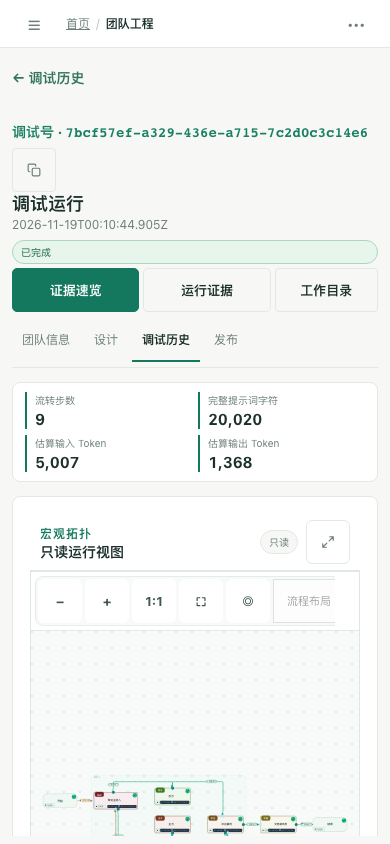 首页 / 团队工程
← 调试历史
调试号 · 7bcf57ef-a329-436e-a715-7c2d0c3c14e6
调试运行
2026-11-19T00:10:44.905Z
已完成
证据速览 运行证据 工作目录
团队信息 设计 调试历史 发布
流转步数 完整提示词字符
9 20,020
估算输入 Token 估算输出 Token
5,007 1,368
宏观拓扑
只读运行视图
只读
− + 1:1 流程布局